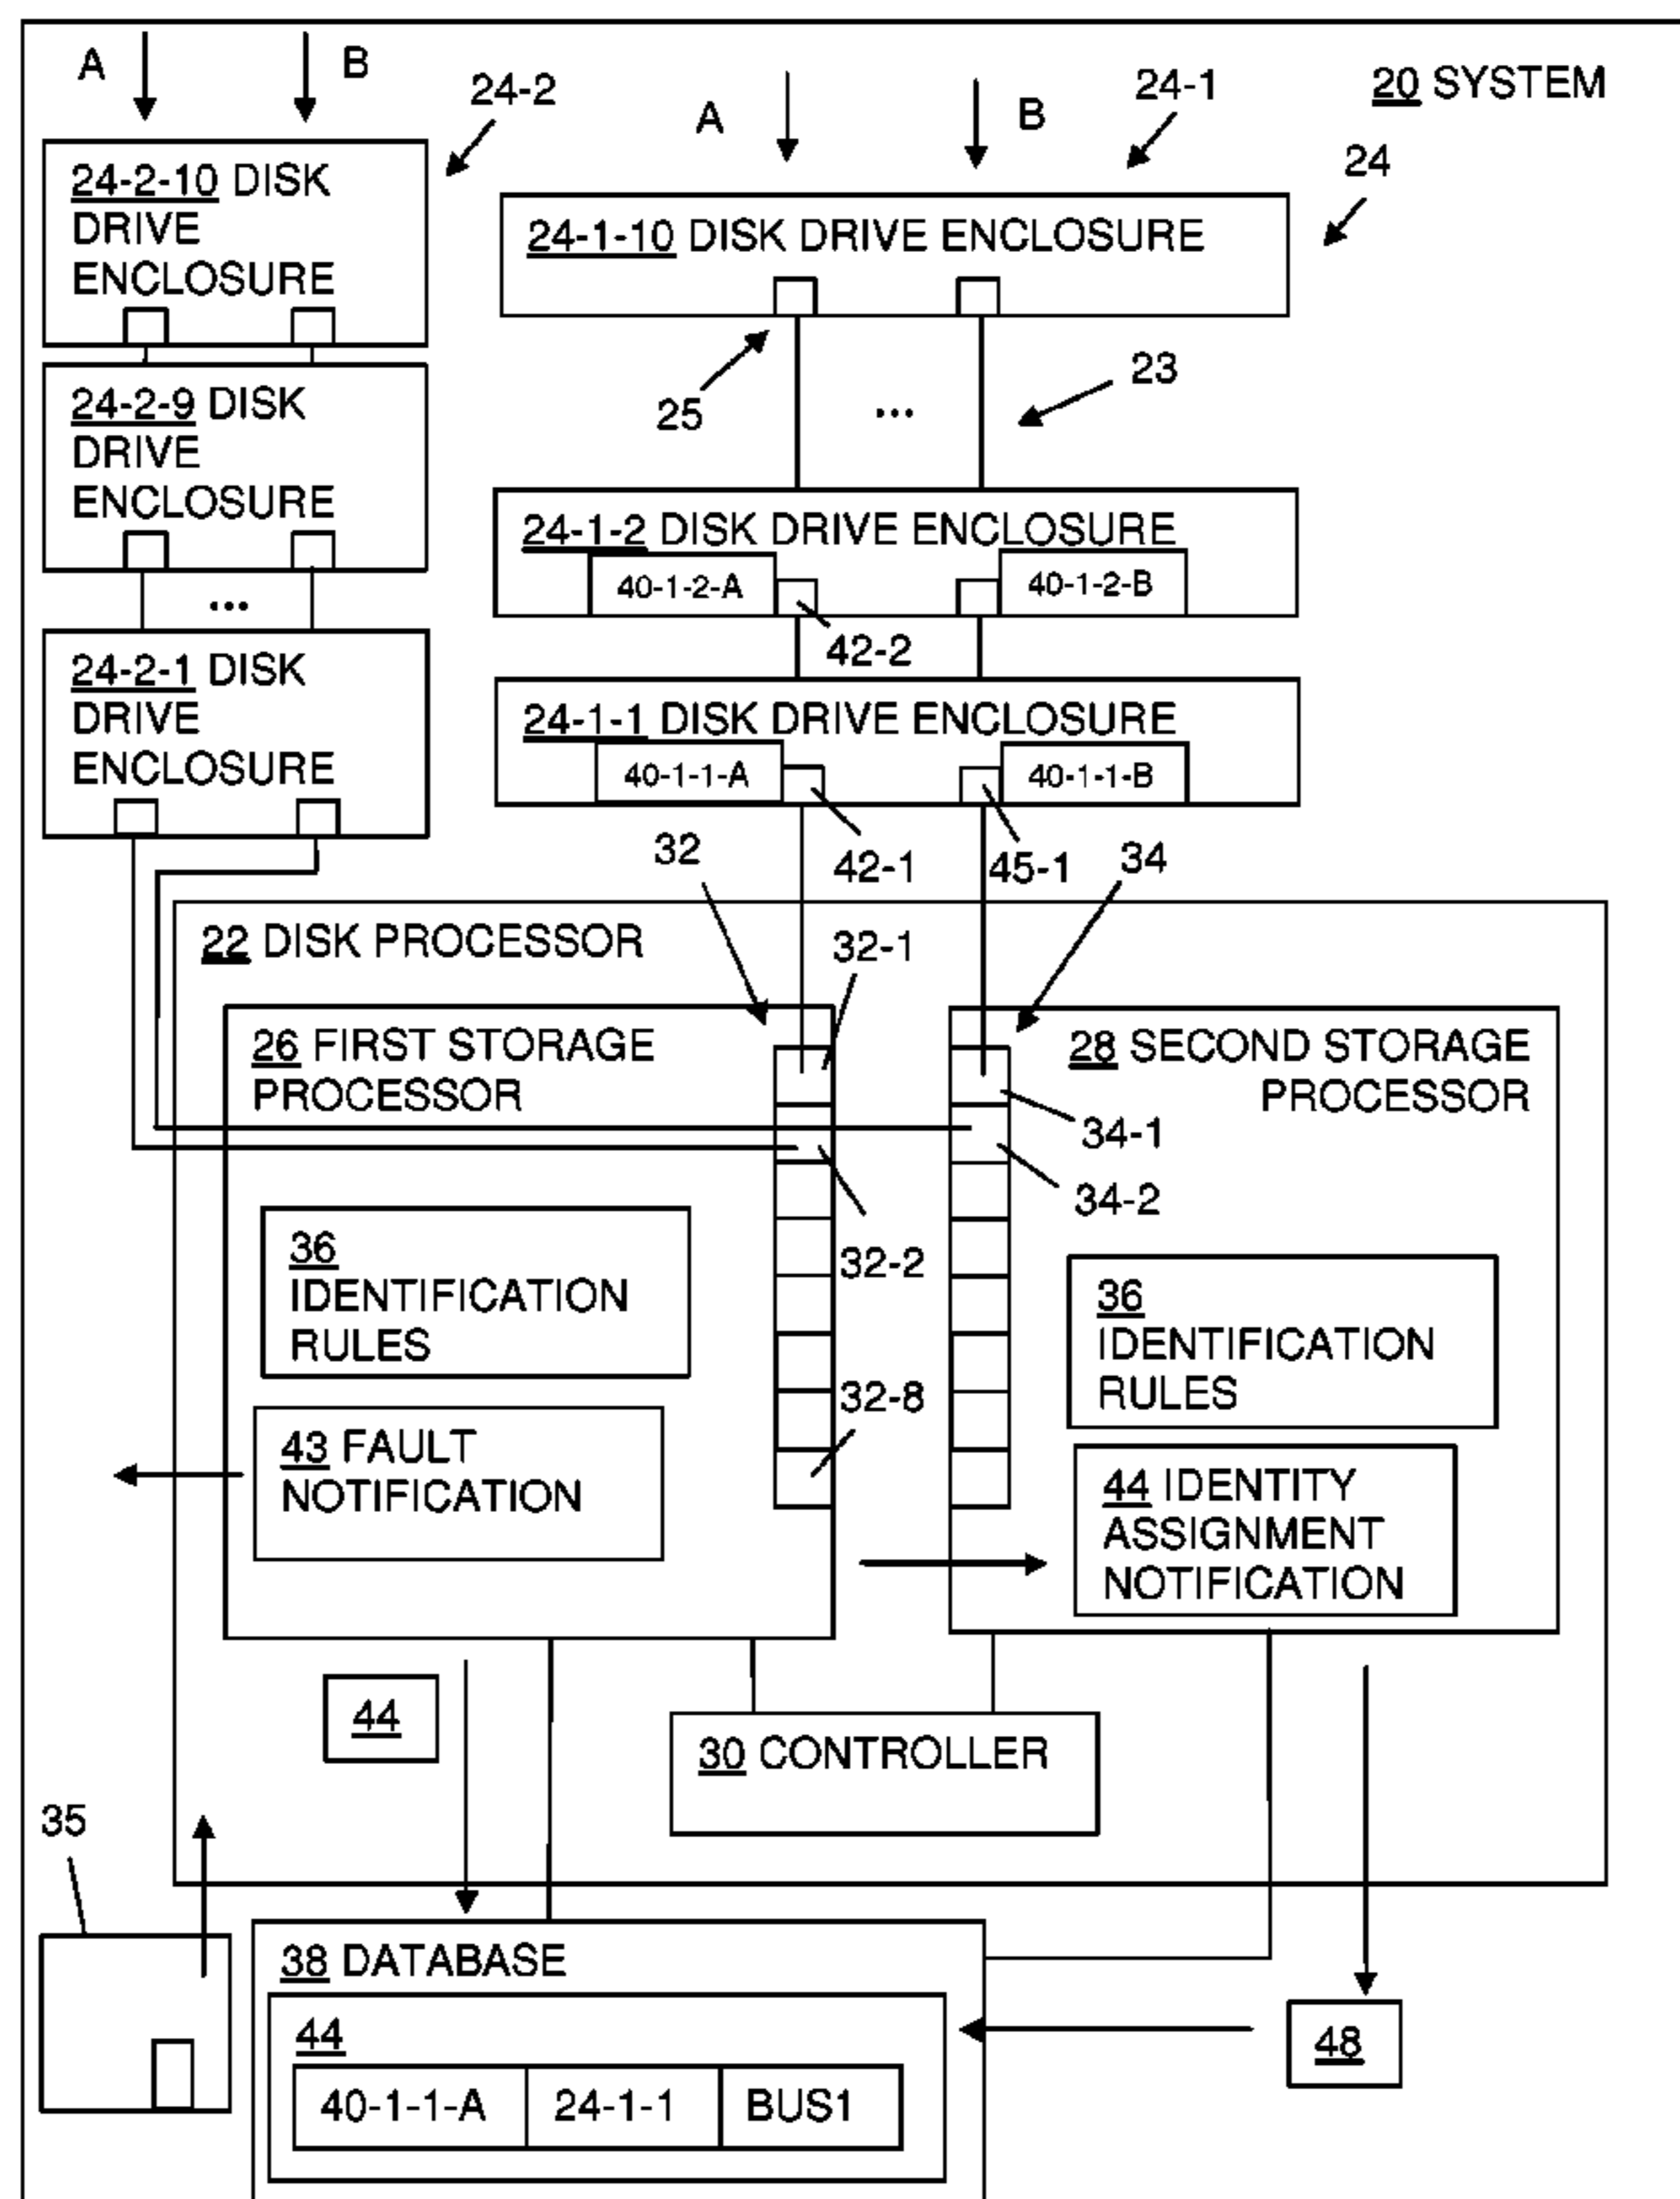 A
B
24-2
A
B
24-1
20 SYSTEM
24
24-2-10 DISK
DRIVE
ENCLOSURE
24-1-10 DISK DRIVE ENCLOSURE
25
...
23
24-2-9 DISK
DRIVE
ENCLOSURE
...
24-1-2 DISK DRIVE ENCLOSURE
40-1-2-A
40-1-2-B
42-2
24-2-1 DISK
DRIVE
ENCLOSURE
24-1-1 DISK DRIVE ENCLOSURE
40-1-1-A
40-1-1-B
32
42-1
45-1
34
22 DISK PROCESSOR
32-1
26 FIRST STORAGE
PROCESSOR
28 SECOND STORAGE
PROCESSOR
34-1
34-2
32-2
36
IDENTIFICATION
RULES
36
IDENTIFICATION
RULES
32-8
43 FAULT
NOTIFICATION
44 IDENTITY
ASSIGNMENT
NOTIFICATION
44
30 CONTROLLER
35
38 DATABASE
44
40-1-1-A
24-1-1
BUS1
48